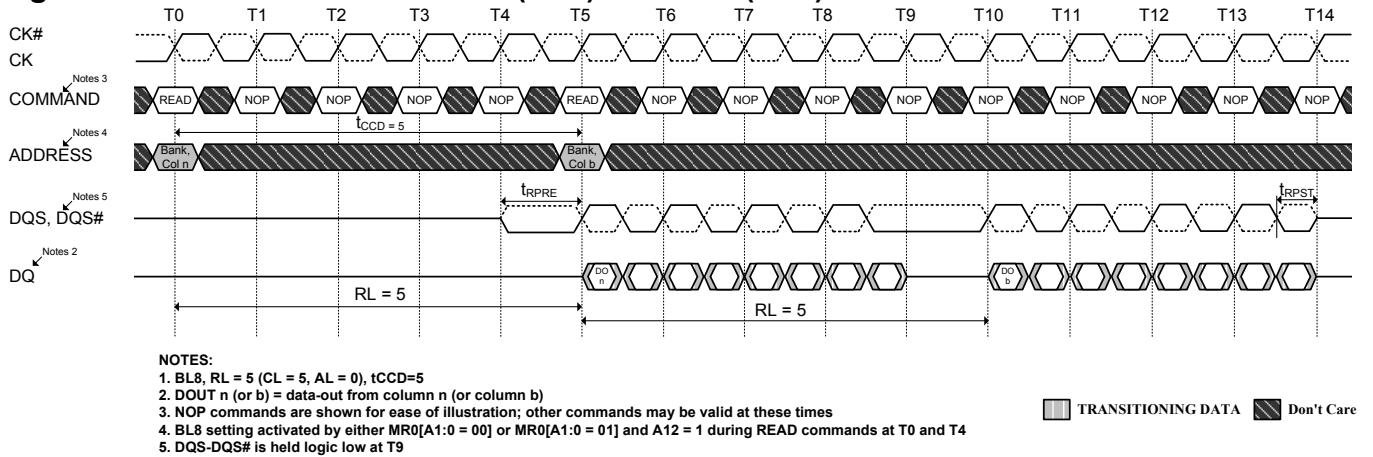 T0 T1 T2 T3 T4 T5 T6 T7 T8 T9 T10 T11 T12 T13 T14
CK#
CK
Notes 3
COMMAND READ NOP NOP NOP NOP READ NOP NOP NOP NOP NOP NOP NOP NOP NOP
tCCD = 5
Notes 4
ADDRESS Bank, Col n Bank, Col b
tRPRE tRPST
Notes 5
DQS, DQS#
Notes 2
DQ DO n DO b
RL = 5
RL = 5
NOTES:
1. BL8, RL = 5 (CL = 5, AL = 0), tCCD=5
2. DOUT n (or b) = data-out from column n (or column b)
3. NOP commands are shown for ease of illustration; other commands may be valid at these times
4. BL8 setting activated by either MR0[A1:0 = 00] or MR0[A1:0 = 01] and A12 = 1 during READ commands at T0 and T4
5. DQS-DQS# is held logic low at T9
TRANSITIONING DATA Don't Care